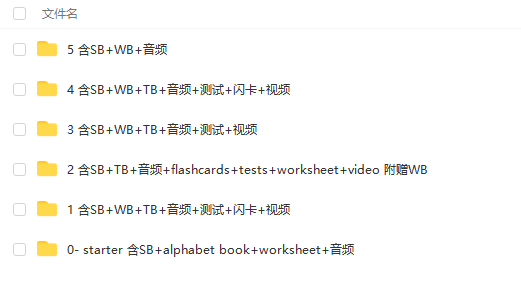 文件名
5 含SB+WB+音频
4 含SB+WB+TB+音频+测试+闪卡+视频
3 含SB+WB+TB+音频+测试+视频
2 含SB+TB+音频+flashcards+tests+worksheet+video 附赠WB
1 含SB+WB+TB+音频+测试+闪卡+视频
0- starter 含SB+alphabet book+worksheet+音频